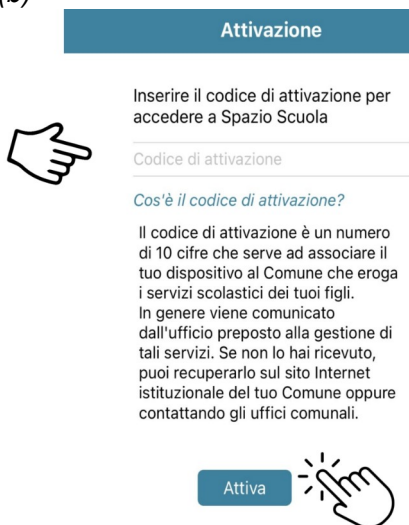 (b)
Attivazione
Inserire il codice di attivazione per
accedere a Spazio Scuola
Codice di attivazione
Cos'è il codice di attivazione?
Il codice di attivazione è un numero
di 10 cifre che serve ad associare il
tuo dispositivo al Comune che eroga
i servizi scolastici dei tuoi figli.
In genere viene comunicato
dall'ufficio preposto alla gestione di
tali servizi. Se non lo hai ricevuto,
puoi recuperarlo sul sito Internet
istituzionale del tuo Comune oppure
contattando gli uffici comunali.
Attiva